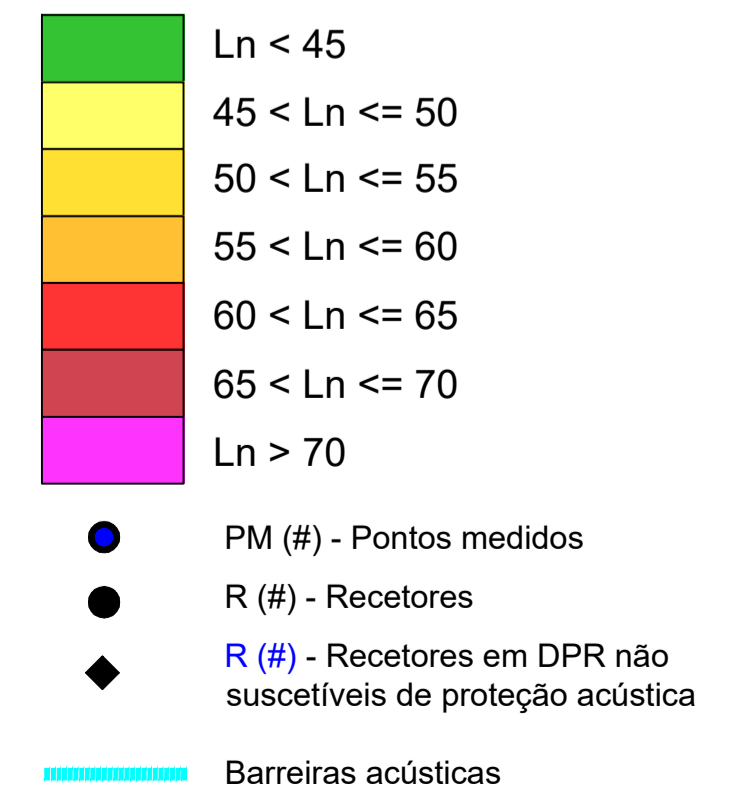 Ln < 45
45 < Ln <= 50
50 < Ln <= 55
55 < Ln <= 60
60 < Ln <= 65
65 < Ln <= 70
Ln > 70
PM (#) - Pontos medidos
R (#) - Recetores
R (#) - Recetores em DPR não
suscetíveis de proteção acústica
Barreiras acústicas